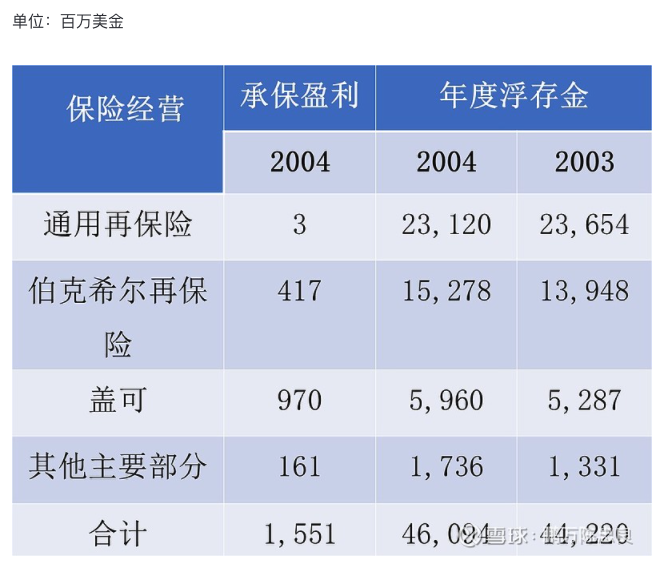 单位：百万美金
保险经营 承保盈利 年度浮存金
2004 2004 2003
通用再保险 3 23,120 23,654
伯克希尔再保
险 417 15,278 13,948
盖可 970 5,960 5,287
其他主要部分 161 1,736 1,331
合计 1,551 46,094 44,220
雪球：